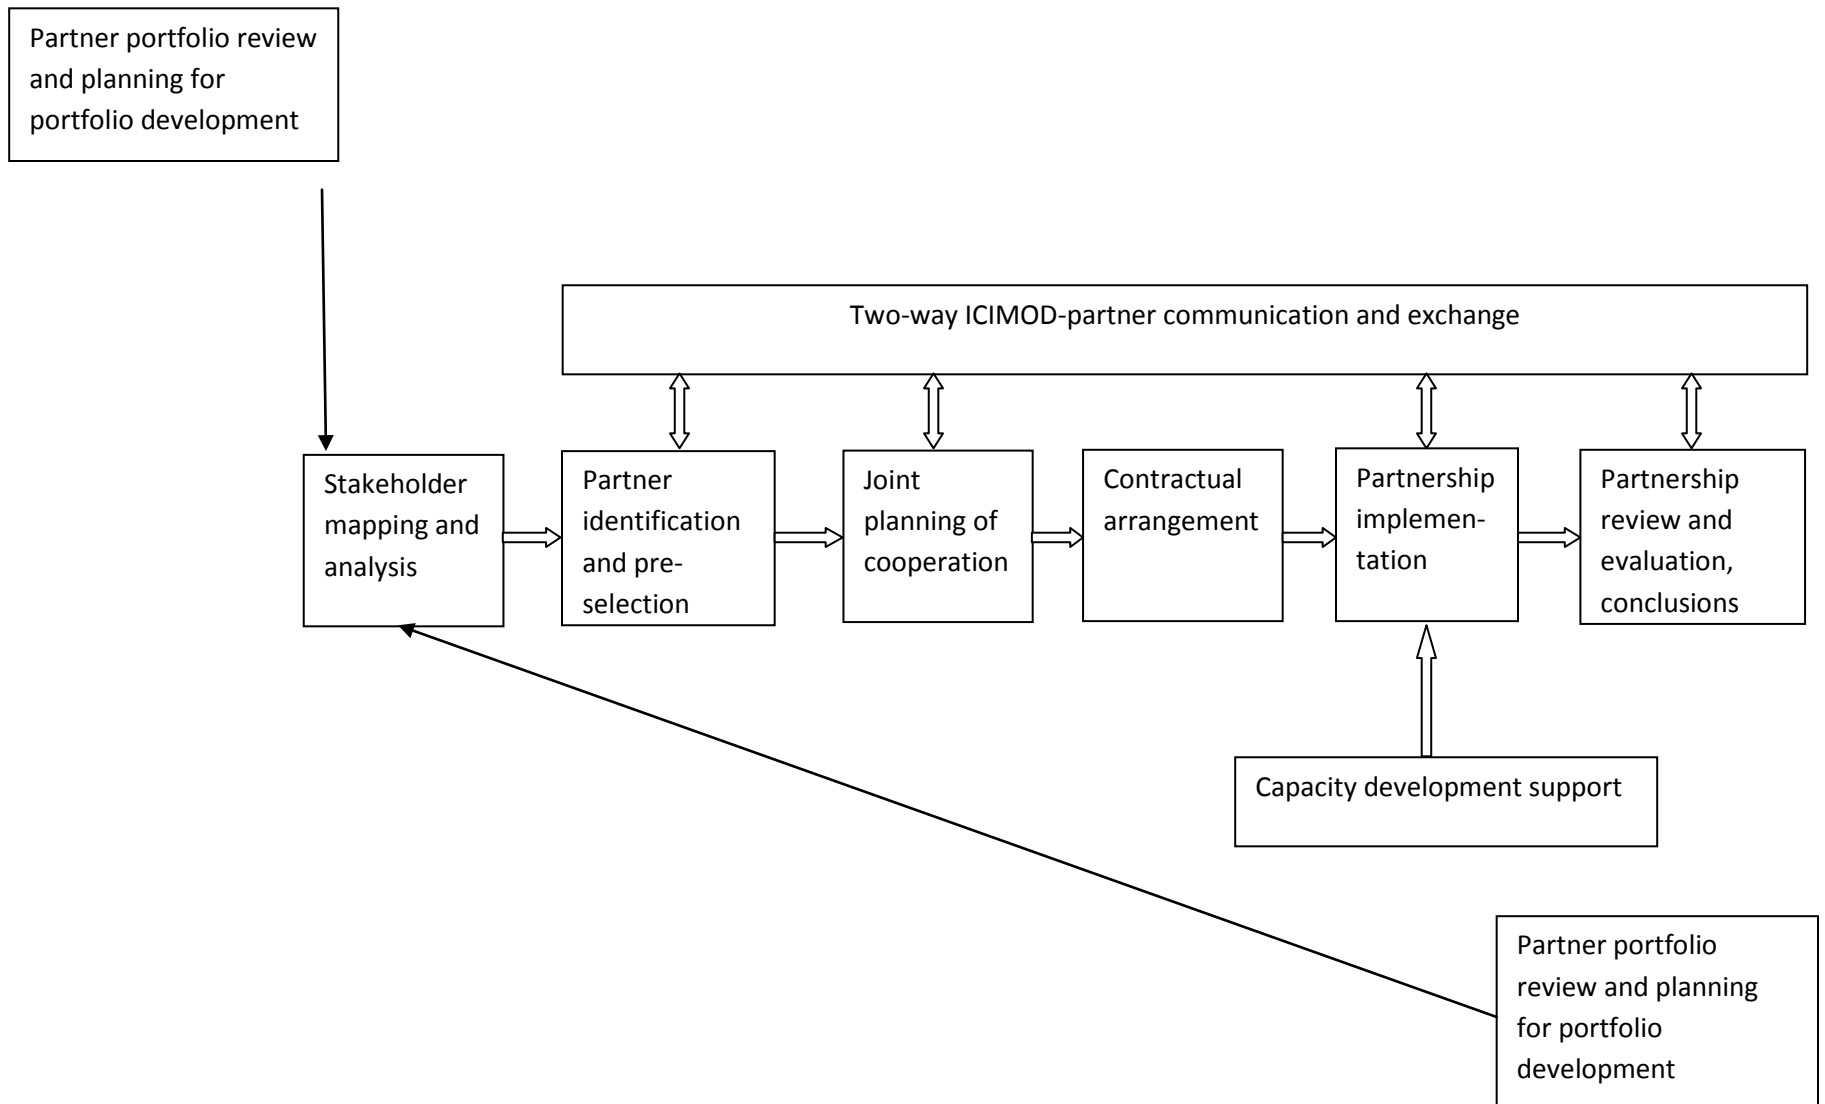 Partner portfolio review
and planning for
portfolio development
Two-way ICIMOD-partner communication and exchange
Stakeholder
mapping and
analysis
Partner
identification
and pre-
selection
Joint
planning of
cooperation
Contractual
arrangement
Partnership
implemen-
tation
Partnership
review and
evaluation,
conclusions
Capacity development support
Partner portfolio
review and planning
for portfolio
development